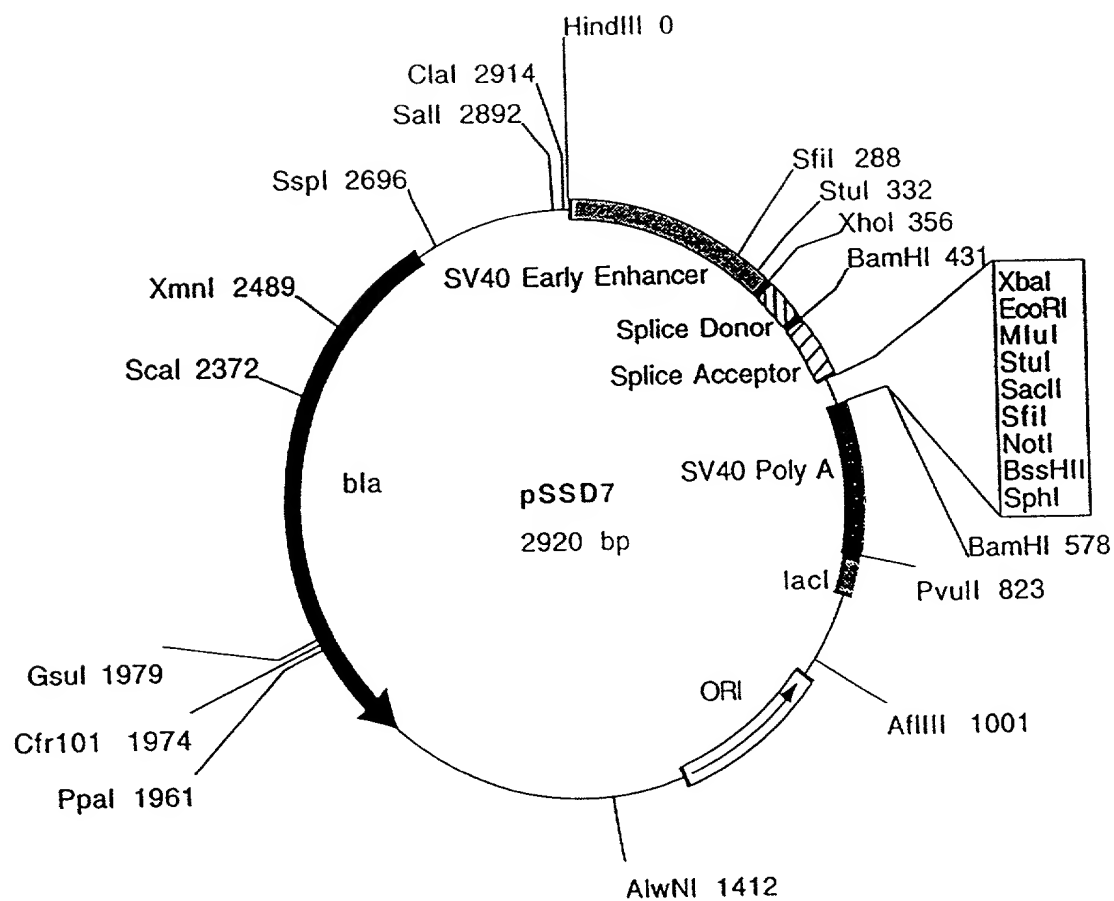 HindIII 0
ClaI 2914
SalI 2892
SspI 2696
SfiI 288
StuI 332
XhoI 356
BamHI 431
XmnI 2489
ScaI 2372
SV40 Early Enhancer
Splice Donor
Splice Acceptor
XbaI
EcoRI
MluI
StuI
SacII
SfiI
NotI
BssHII
SphI
bla
pSSD7
2920 bp
SV40 Poly A
BamHI 578
lacI
PvuII 823
GsuI 1979
Cfr101 1974
PpaI 1961
ORI
AflIII 1001
AlwNI 1412